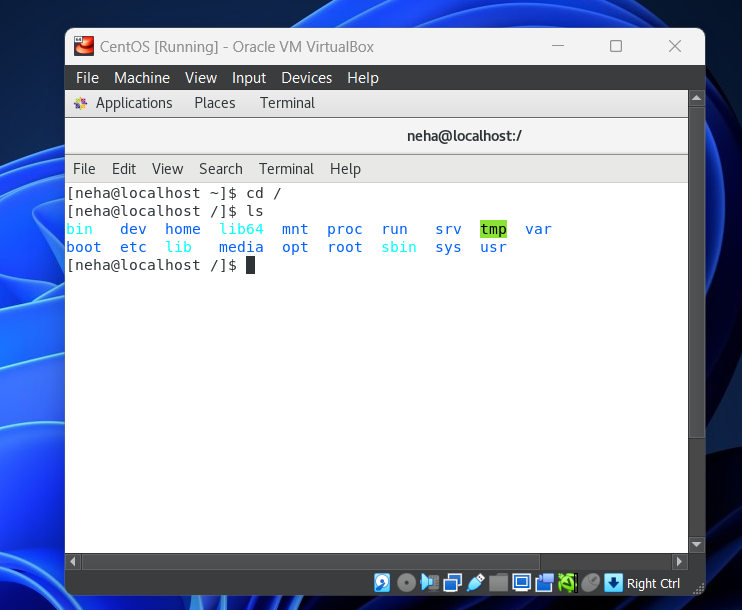 CentOS [Running] - Oracle VM VirtualBox
File Machine View Input Devices Help
Applications Places Terminal
neha@localhost:/
File Edit View Search Terminal Help
[neha@localhost ~]$ cd /
[neha@localhost /]$ ls
bin dev home lib64 mnt proc run srv tmp var
boot etc lib media opt root sbin sys usr
[neha@localhost /]$
Right Ctrl